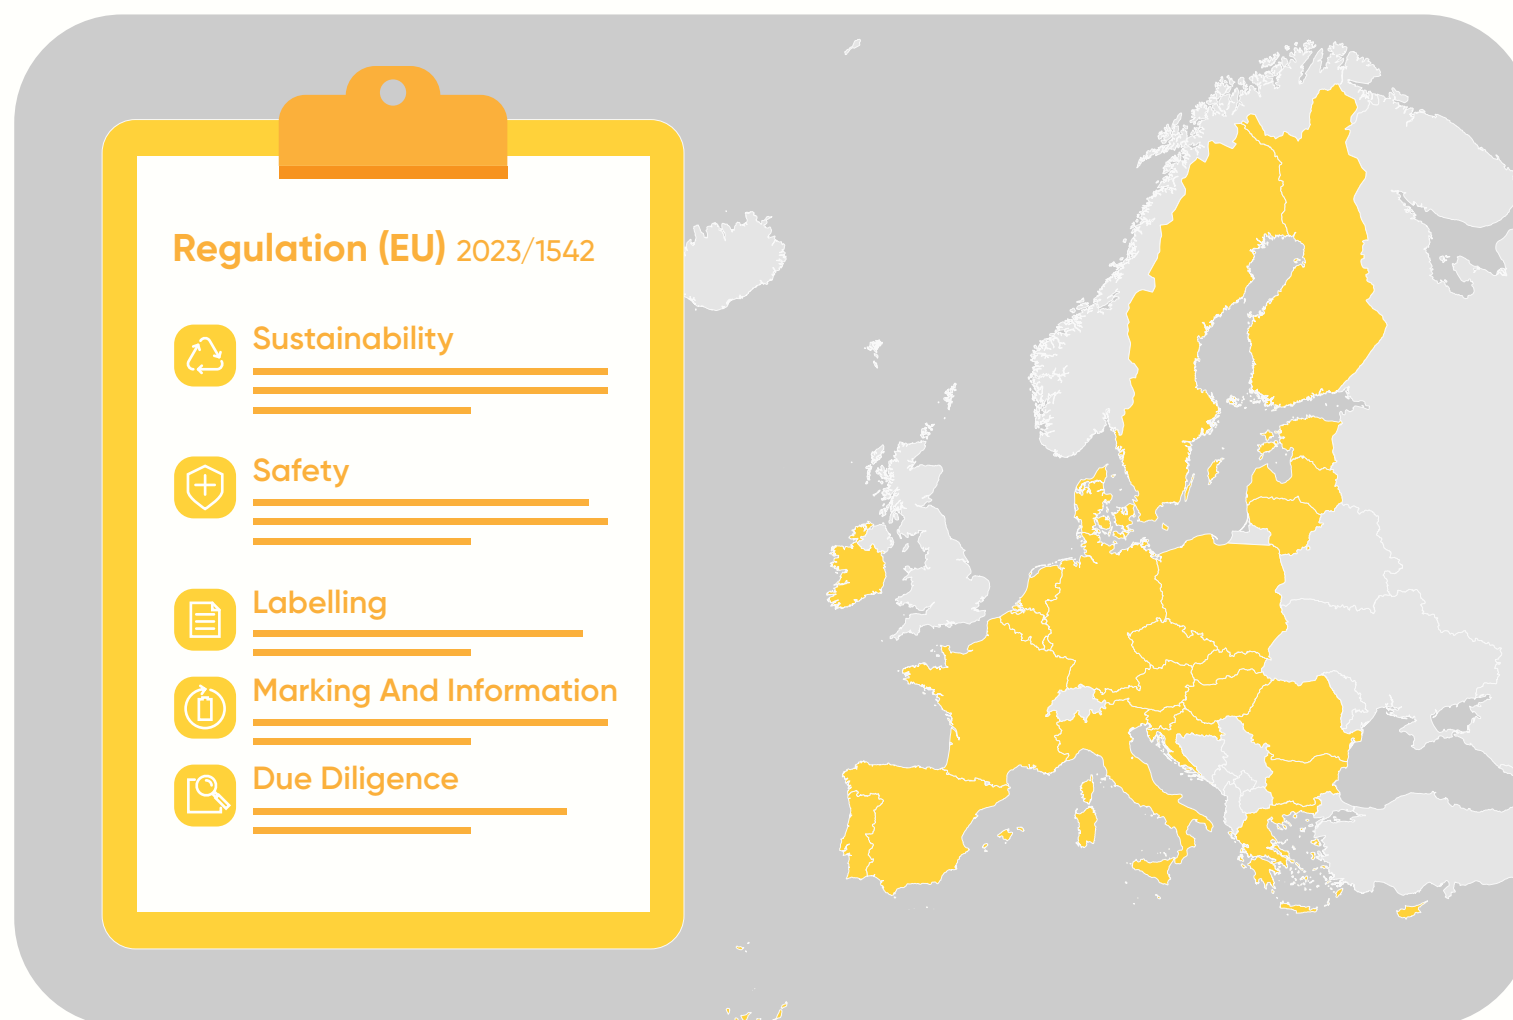 Regulation (EU) 2023/1542
Sustainability
Safety
Labelling
Marking And Information
Due Diligence